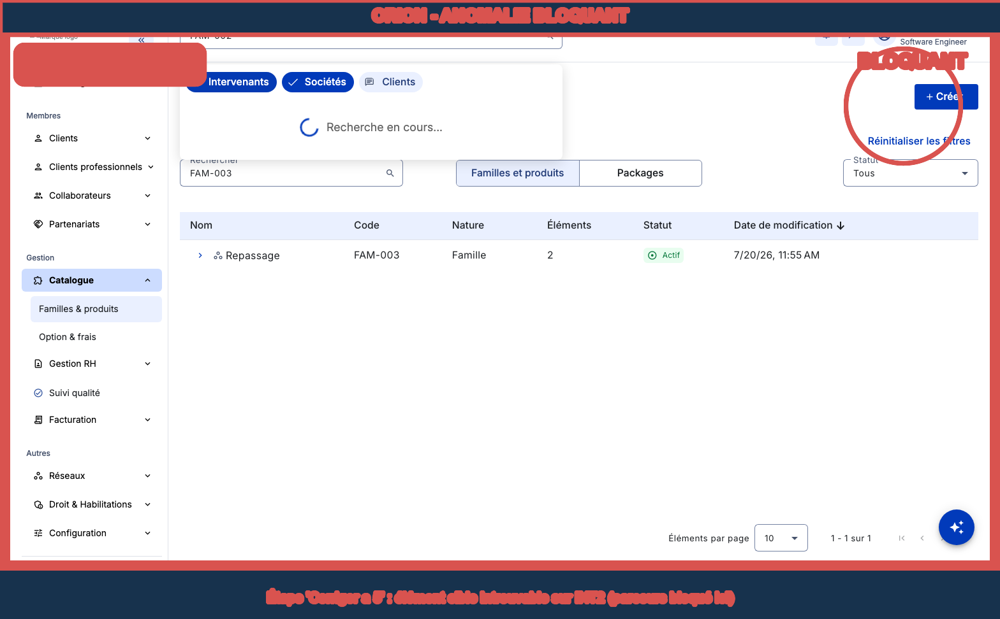 ORION - ANOMALIE BLOQUANT
Marque logo
FAM-002
Software Engineer
BLOQUANT
Intervenants
Sociétés
Clients
+ Créer
Membres
Recherche en cours...
Clients
Réinitialiser les filtres
Clients professionnels
Rechercher
FAM-003
Familles et produits
Packages
Statut
Tous
Collaborateurs
Partenariats
Nom
Code
Nature
Éléments
Statut
Date de modification
Repassage
FAM-003
Famille
2
Actif
7/20/26, 11:55 AM
Gestion
Catalogue
Familles & produits
Option & frais
Gestion RH
Suivi qualité
Facturation
Autres
Réseaux
Droit & Habilitations
Configuration
Éléments par page
10
1 - 1 sur 1
Étape 'Corriger a 5' : élément cible introuvable sur (parcours bloqué ici)